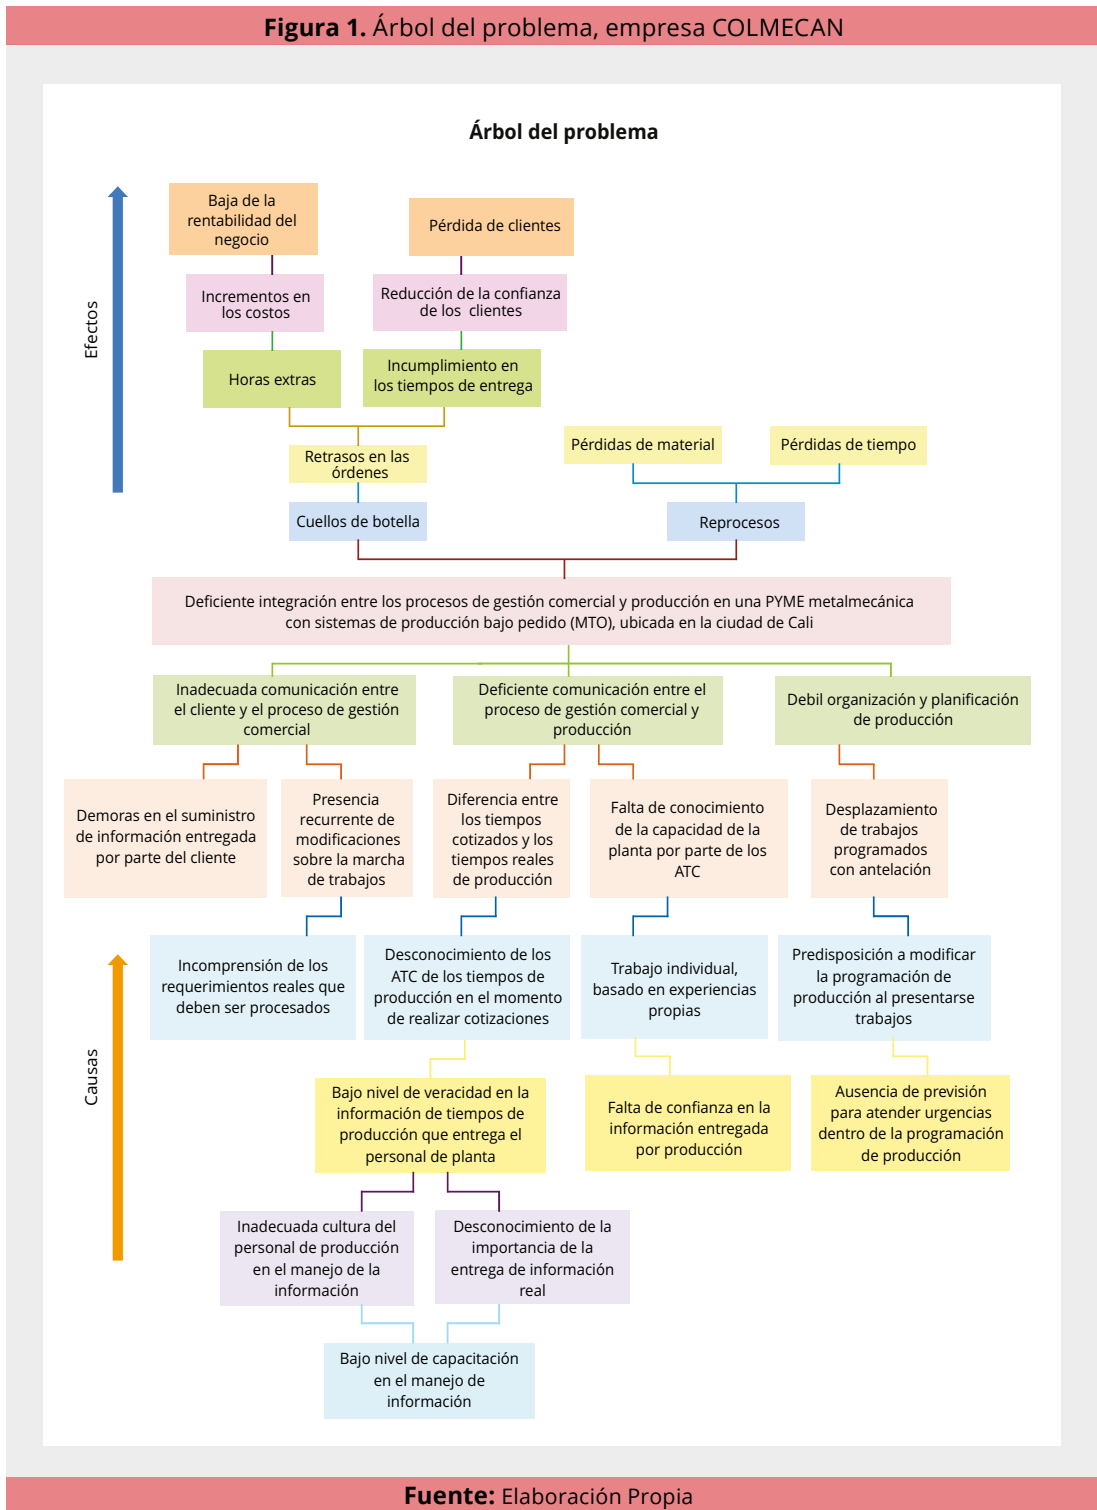 Figura 1. Árbol del problema, empresa COLMECAN
Árbol del problema
Efectos
Baja de la
rentabilidad del
negocio
Pérdida de clientes
Incrementos en
los costos
Reducción de la confianza
de los clientes
Horas extras
Incumplimiento en
los tiempos de entrega
Retrasos en las
órdenes
Pérdidas de material
Pérdidas de tiempo
Cuellos de botella
Reprocesos
Deficiente integración entre los procesos de gestión comercial y producción en una PYME metalmecánica
con sistemas de producción bajo pedido (MTO), ubicada en la ciudad de Cali
Inadecuada comunicación entre
el cliente y el proceso de gestión
comercial
Deficiente comunicación entre el
proceso de gestión comercial y
producción
Debil organización y planificación
de producción
Demoras en el suministro
de información entregada
por parte del cliente
Presencia
recurrente de
modificaciones
sobre la marcha
de trabajos
Diferencia entre
los tiempos
cotizados y los
tiempos reales
de producción
Falta de conocimiento
de la capacidad de la
planta por parte de los
ATC
Desplazamiento
de trabajos
programados
con antelación
Causas
Incomprensión de los
requerimientos reales que
deben ser procesados
Desconocimiento de los
ATC de los tiempos de
producción en el momento
de realizar cotizaciones
Trabajo individual,
basado en experiencias
propias
Predisposición a modificar
la programación de
producción al presentarse
trabajos
Bajo nivel de veracidad en la
información de tiempos de
producción que entrega el
personal de planta
Falta de confianza en la
información entregada
por producción
Ausencia de previsión
para atender urgencias
dentro de la programación
de producción
Inadecuada cultura del
personal de producción
en el manejo de la
información
Desconocimiento de la
importancia de la
entrega de información
real
Bajo nivel de capacitación
en el manejo de
información
Fuente: Elaboración Propia